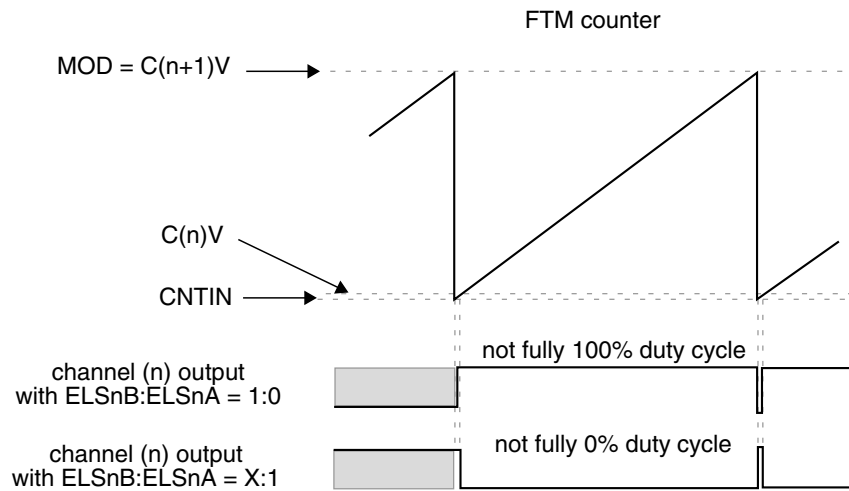 FTM counter
MOD = C(n+1)V
C(n)V
CNTIN
not fully 100% duty cycle
channel (n) output
with ELSnB:ELSnA = 1:0
not fully 0% duty cycle
channel (n) output
with ELSnB:ELSnA = X:1